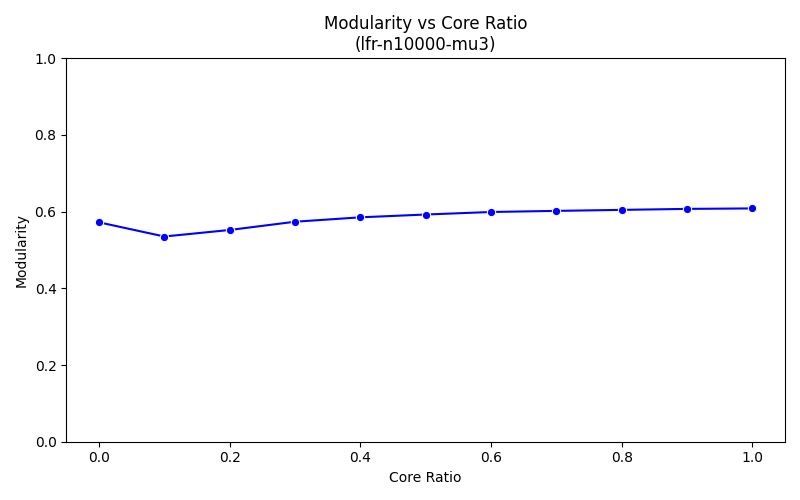 Modularity vs Core Ratio
(lfr-n10000-mu3)
1.0
0.8
0.6
0.4
0.2
0.0
Modularity
0.0 0.2 0.4 0.6 0.8 1.0
Core Ratio